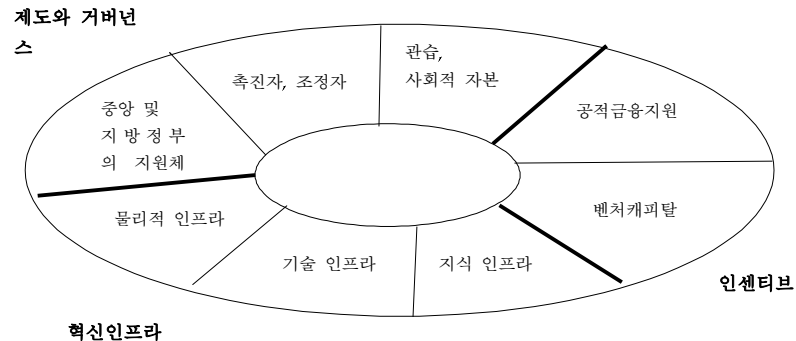 제도와 거버넌
스
관습,
사회적 자본
촉진자, 조정자
공적금융지원
중앙 및
지방정부
의 지원체
벤처캐피탈
물리적 인프라
기술 인프라
지식 인프라
인센티브
혁신인프라